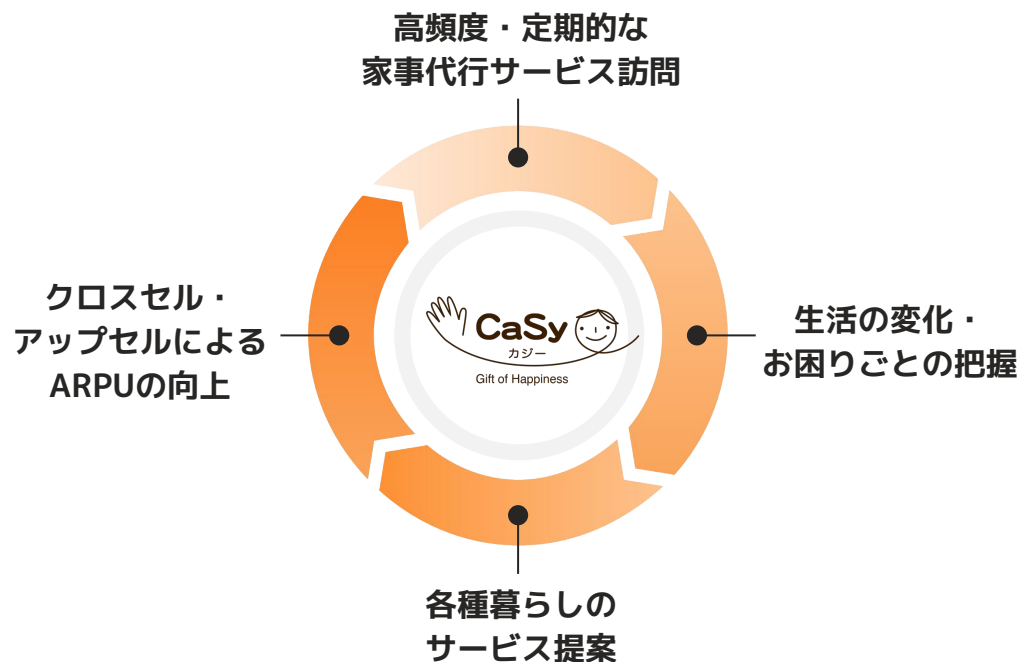 高頻度・定期的な
家事代行サービス訪問
生活の変化・
お困りごとの把握
各種暮らしの
サービス提案
クロスセル・
アップセルによる
ARPUの向上
CaSy
カジー
Gift of Happiness